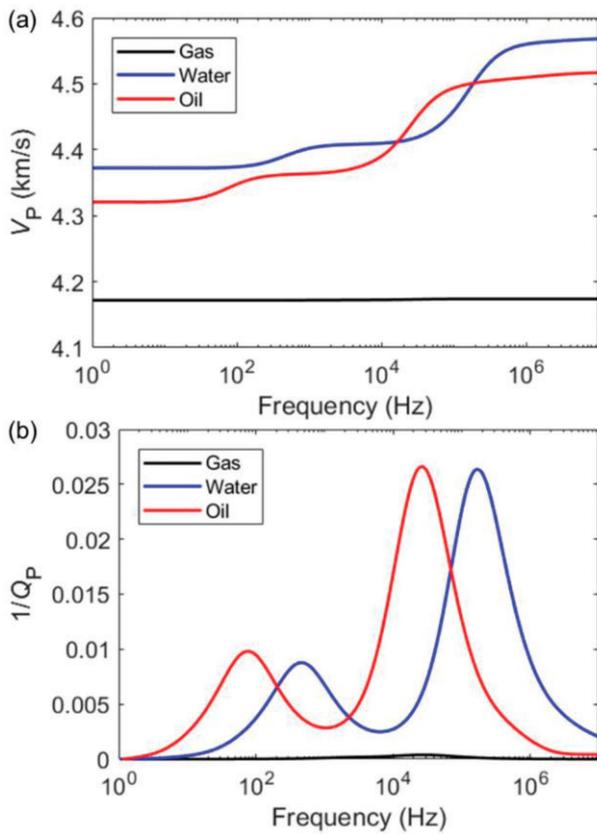 (a)
4.6
4.5
4.4
4.3
4.2
4.1
V_P (km/s)
Gas
Water
Oil
10^0
10^2
10^4
10^6
Frequency (Hz)
(b)
0.03
0.025
0.02
0.015
0.01
0.005
0
1/Q_P
Gas
Water
Oil
10^0
10^2
10^4
10^6
Frequency (Hz)